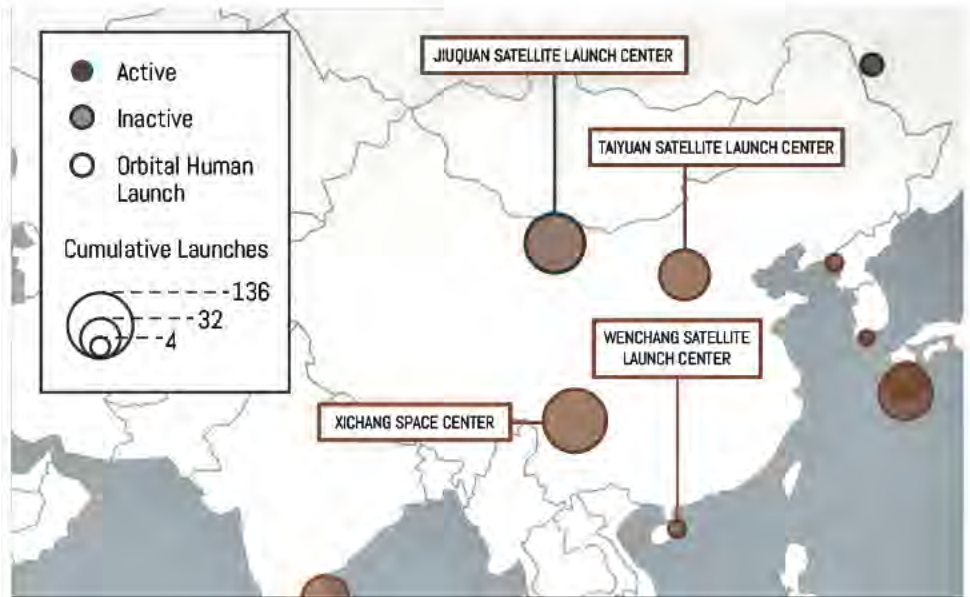 Active
Inactive
Orbital Human
Launch
Cumulative Launches
136
32
4
JIUQUAN SATELLITE LAUNCH CENTER
TAIYUAN SATELLITE LAUNCH CENTER
WENCHANG SATELLITE
LAUNCH CENTER
XICHANG SPACE CENTER